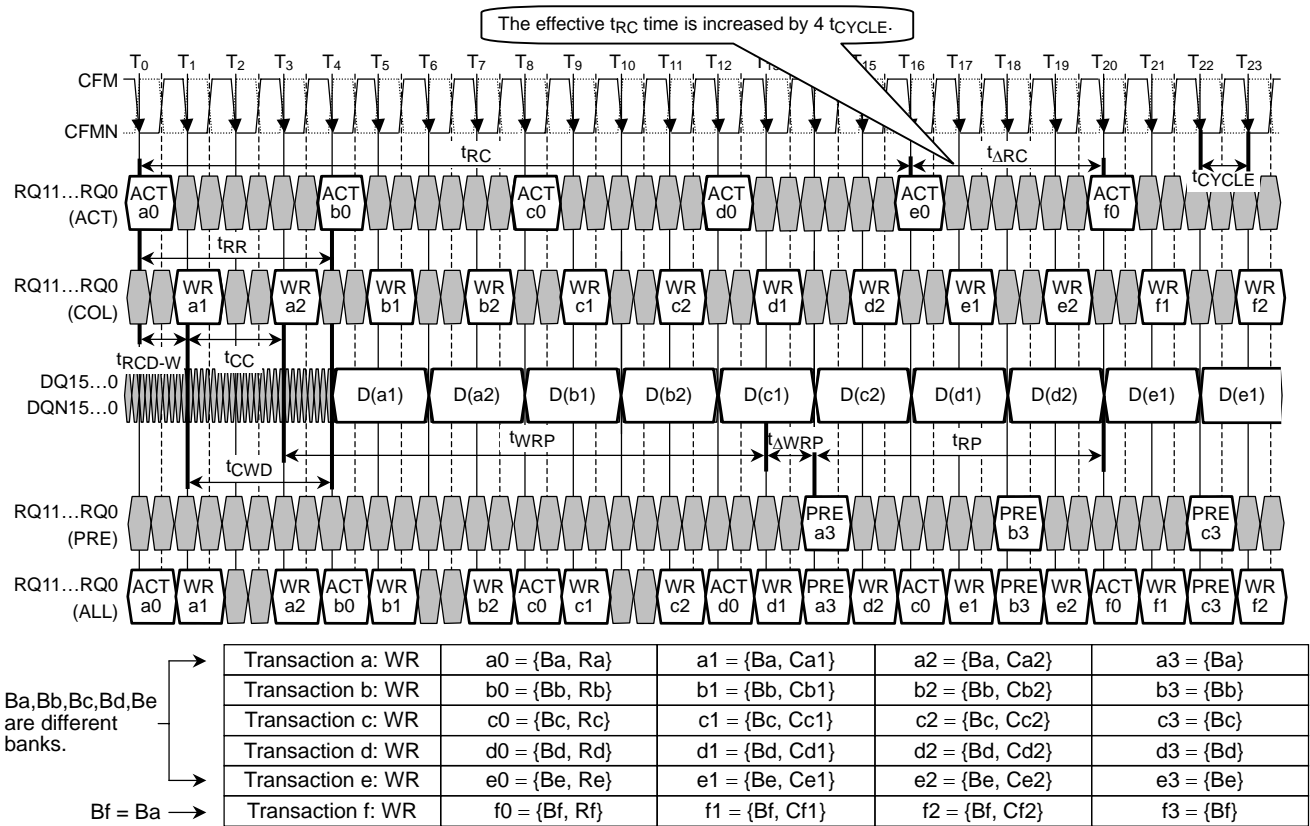 The effective tRC time is increased by 4 tCYCLE.
T0 T1 T2 T3 T4 T5 T6 T7 T8 T9 T10 T11 T12 T15 T16 T17 T18 T19 T20 T21 T22 T23
CFM
CFMN
tRC tΔRC
tCYCLE
RQ11...RQ0
(ACT)
ACT a0 ACT b0 ACT c0 ACT d0 ACT e0 ACT f0
tRR
RQ11...RQ0
(COL)
WR a1 WR a2 WR b1 WR b2 WR c1 WR c2 WR d1 WR d2 WR e1 WR e2 WR f1 WR f2
tRCD-W tCC
DQ15...0
DQN15...0
D(a1) D(a2) D(b1) D(b2) D(c1) D(c2) D(d1) D(d2) D(e1) D(e1)
tWRP tΔWRP tRP
tCWD
RQ11...RQ0
(PRE)
PRE a3 PRE b3 PRE c3
RQ11...RQ0
(ALL)
ACT a0 WR a1 WR a2 ACT b0 WR b1 WR b2 ACT c0 WR c1 WR c2 ACT d0 WR d1 PRE a3 WR d2 ACT c0 WR e1 PRE b3 WR e2 ACT f0 WR f1 PRE c3 WR f2
Ba,Bb,Bc,Bd,Be
are different
banks.
Bf = Ba
Transaction a: WR a0 = {Ba, Ra} a1 = {Ba, Ca1} a2 = {Ba, Ca2} a3 = {Ba}
Transaction b: WR b0 = {Bb, Rb} b1 = {Bb, Cb1} b2 = {Bb, Cb2} b3 = {Bb}
Transaction c: WR c0 = {Bc, Rc} c1 = {Bc, Cc1} c2 = {Bc, Cc2} c3 = {Bc}
Transaction d: WR d0 = {Bd, Rd} d1 = {Bd, Cd1} d2 = {Bd, Cd2} d3 = {Bd}
Transaction e: WR e0 = {Be, Re} e1 = {Be, Ce1} e2 = {Be, Ce2} e3 = {Be}
Transaction f: WR f0 = {Bf, Rf} f1 = {Bf, Cf1} f2 = {Bf, Cf2} f3 = {Bf}